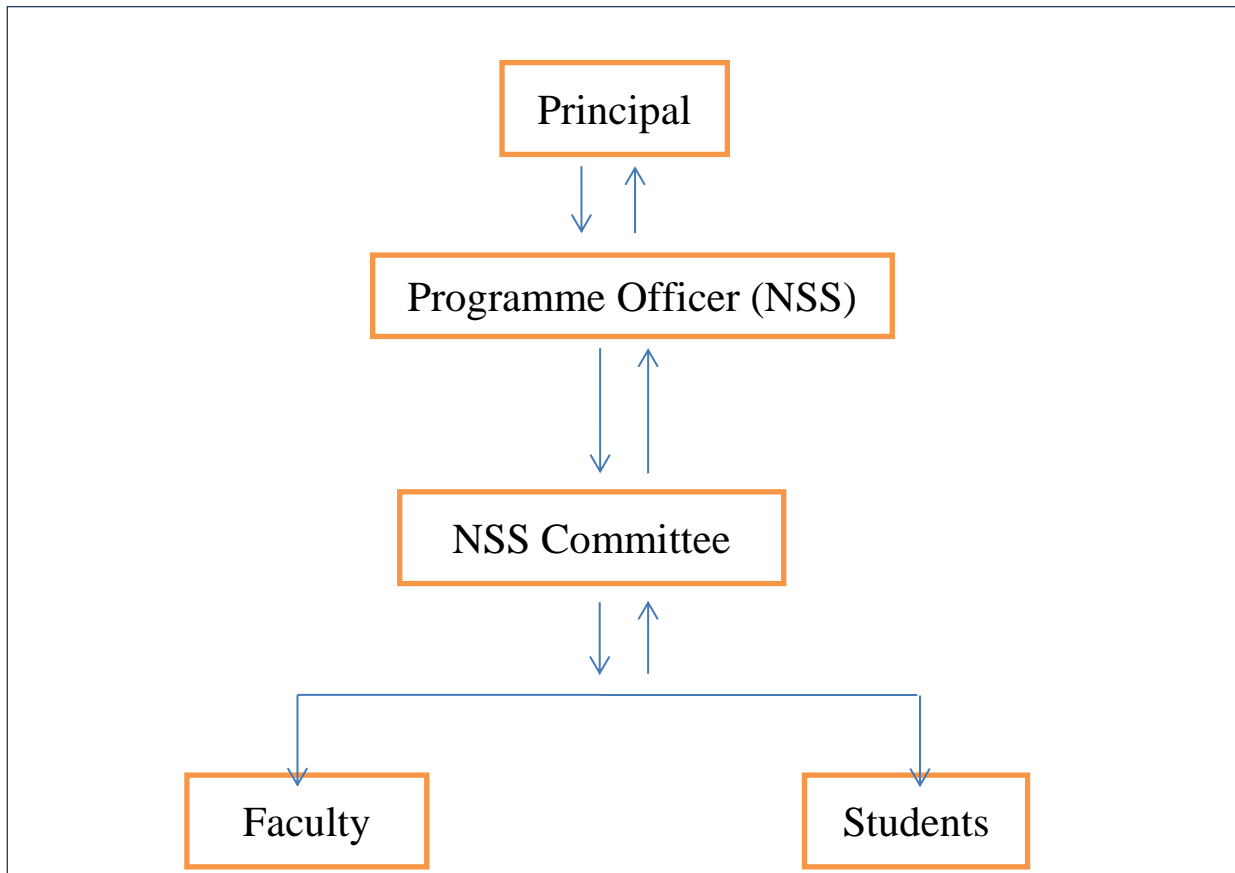 Principal
Programme Officer (NSS)
NSS Committee
Faculty
Students